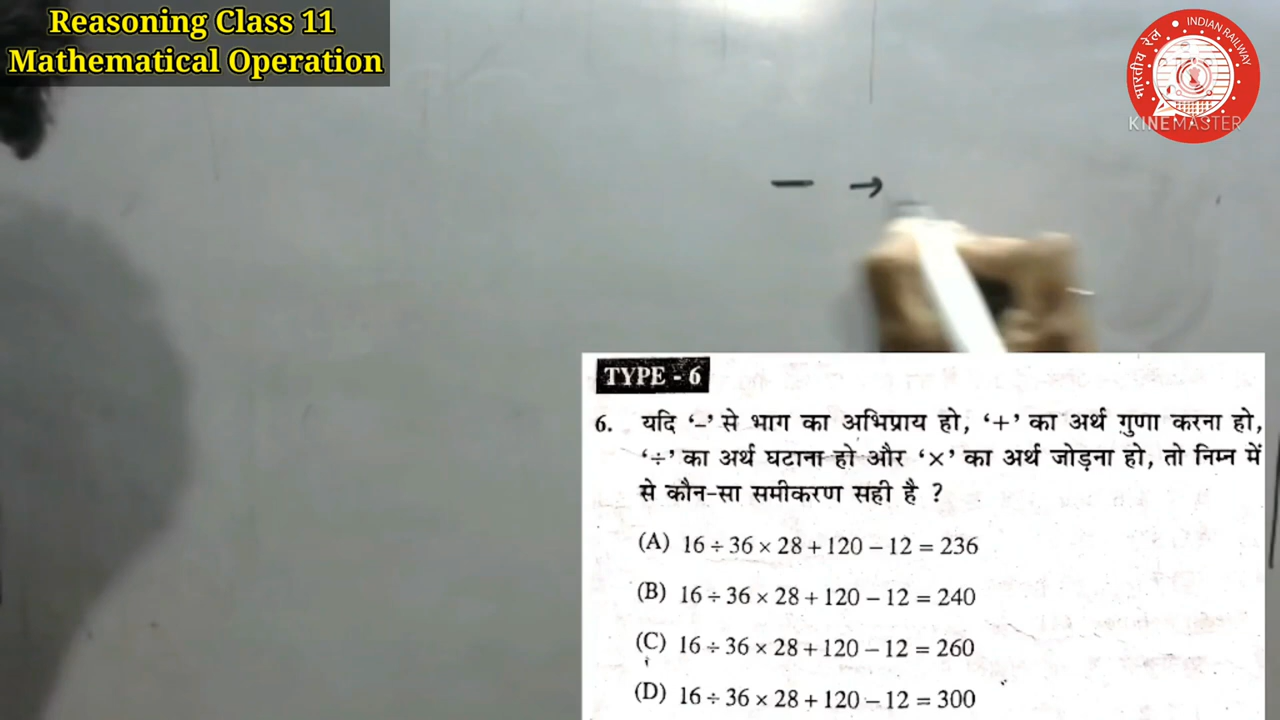 Reasoning Class 11
Mathematical Operation
भारतीय रेल
INDIAN RAILWAY
KINEMASTER
− →
TYPE - 6
6. यदि ‘−’ से भाग का अभिप्राय हो, ‘+’ का अर्थ गुणा करना हो,
‘÷’ का अर्थ घटाना हो और ‘×’ का अर्थ जोड़ना हो, तो निम्न में
से कौन-सा समीकरण सही है ?
(A) 16 ÷ 36 × 28 + 120 − 12 = 236
(B) 16 ÷ 36 × 28 + 120 − 12 = 240
(C) 16 ÷ 36 × 28 + 120 − 12 = 260
(D) 16 ÷ 36 × 28 + 120 − 12 = 300